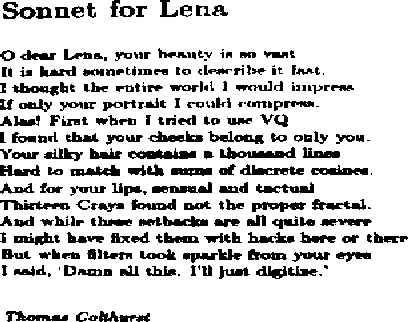 Sonnet for Lena
O dear Lena, your beauty is so vast
It is hard sometimes to describe it fast.
I thought the entire world I would impress
If only your portrait I could compress.
Alas! First when I tried to use VQ
I found that your cheeks belong to only you.
Your silky hair contains a thousand lines
Hard to match with sums of discrete cosines.
And for your lips, sensual and tactual
Thirteen Crays found not the proper fractal.
And while these setbacks are all quite severe
I might have fixed them with hacks here or there
But when filters took sparkle from your eyes
I said, 'Damn all this. I'll just digitize.'
Thomas Colthurst